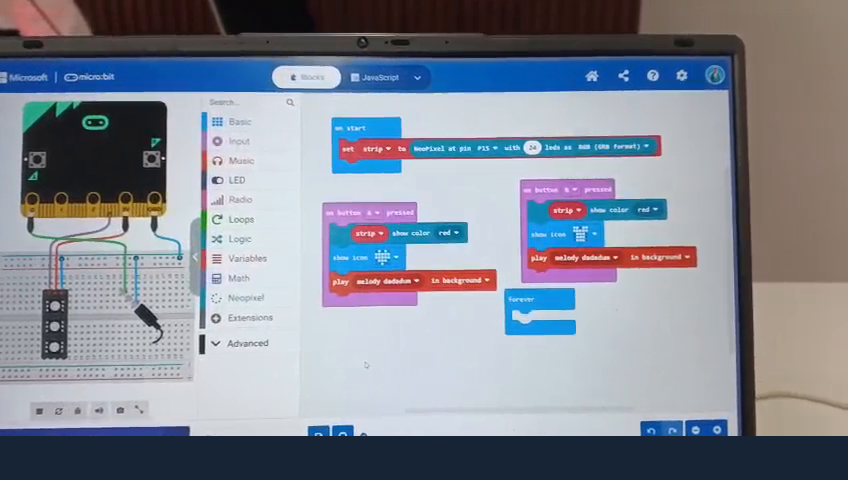 Microsoft
micro:bit
Blocks
JavaScript
Search...
Basic
Input
Music
LED
Radio
Loops
Logic
Variables
Math
Neopixel
Extensions
Advanced
on start
set strip to NeoPixel at pin P15 with 24 leds as RGB (GRB format)
on button A pressed
strip show color red
show icon
play melody dadadum in background
on button B pressed
strip show color red
show icon
play melody dadadum in background
forever